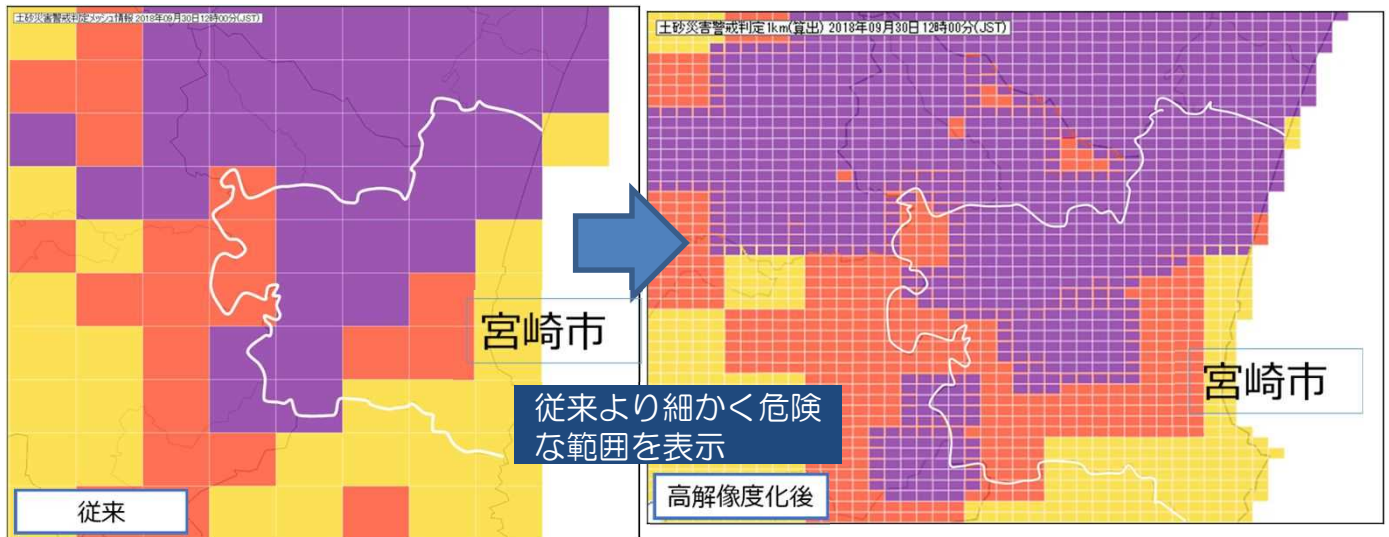 土砂災害警戒判定メッシュ情報 2018年09月30日12時00分(JST)
宮崎市
従来
従来より細かく危険
な範囲を表示
土砂災害警戒判定1km(算出) 2018年09月30日12時00分(JST)
宮崎市
高解像度化後